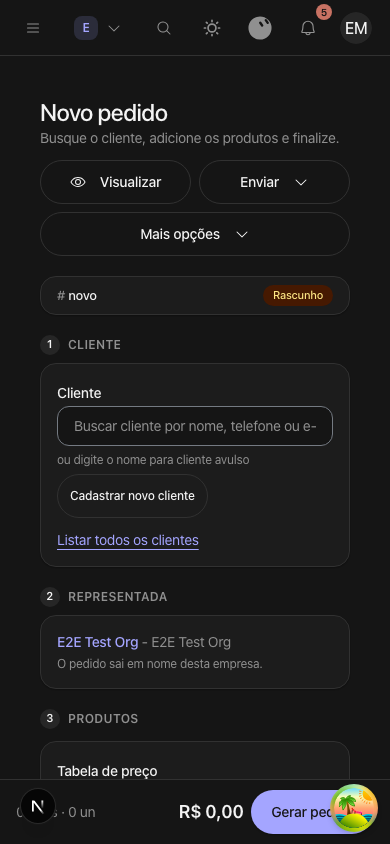 E
5
EM
Novo pedido
Busque o cliente, adicione os produtos e finalize.
Visualizar
Enviar
Mais opções
# novo
Rascunho
1 CLIENTE
Cliente
Buscar cliente por nome, telefone ou e-
ou digite o nome para cliente avulso
Cadastrar novo cliente
Listar todos os clientes
2 REPRESENTADA
E2E Test Org - E2E Test Org
O pedido sai em nome desta empresa.
3 PRODUTOS
Tabela de preço
N
· 0 un
R$ 0,00
Gerar